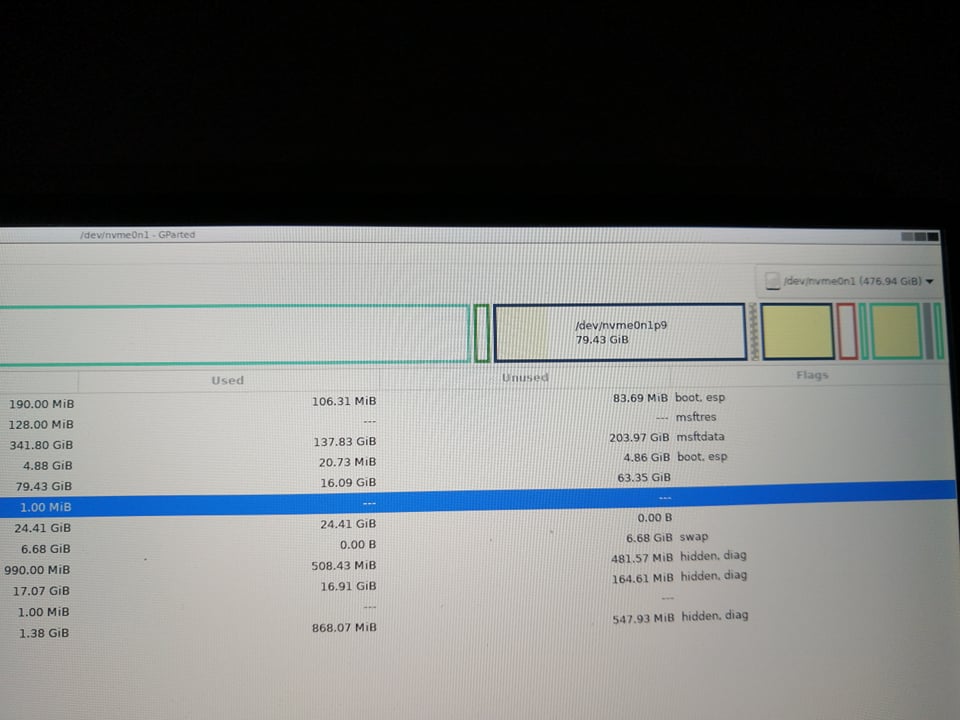 /dev/nvme0n1 - GParted
/dev/nvme0n1 (476.94 GiB)
/dev/nvme0n1p9
79.43 GiB
Used Unused Flags
190.00 MiB 106.31 MiB 83.69 MiB boot, esp
128.00 MiB --- --- msftres
341.80 GiB 137.83 GiB 203.97 GiB msftdata
4.88 GiB 20.73 MiB 4.86 GiB boot, esp
79.43 GiB 16.09 GiB 63.35 GiB
1.00 MiB --- ---
24.41 GiB 24.41 GiB 0.00 B
6.68 GiB 0.00 B 6.68 GiB swap
990.00 MiB 508.43 MiB 481.57 MiB hidden, diag
17.07 GiB 16.91 GiB 164.61 MiB hidden, diag
1.00 MiB --- ---
1.38 GiB 868.07 MiB 547.93 MiB hidden, diag